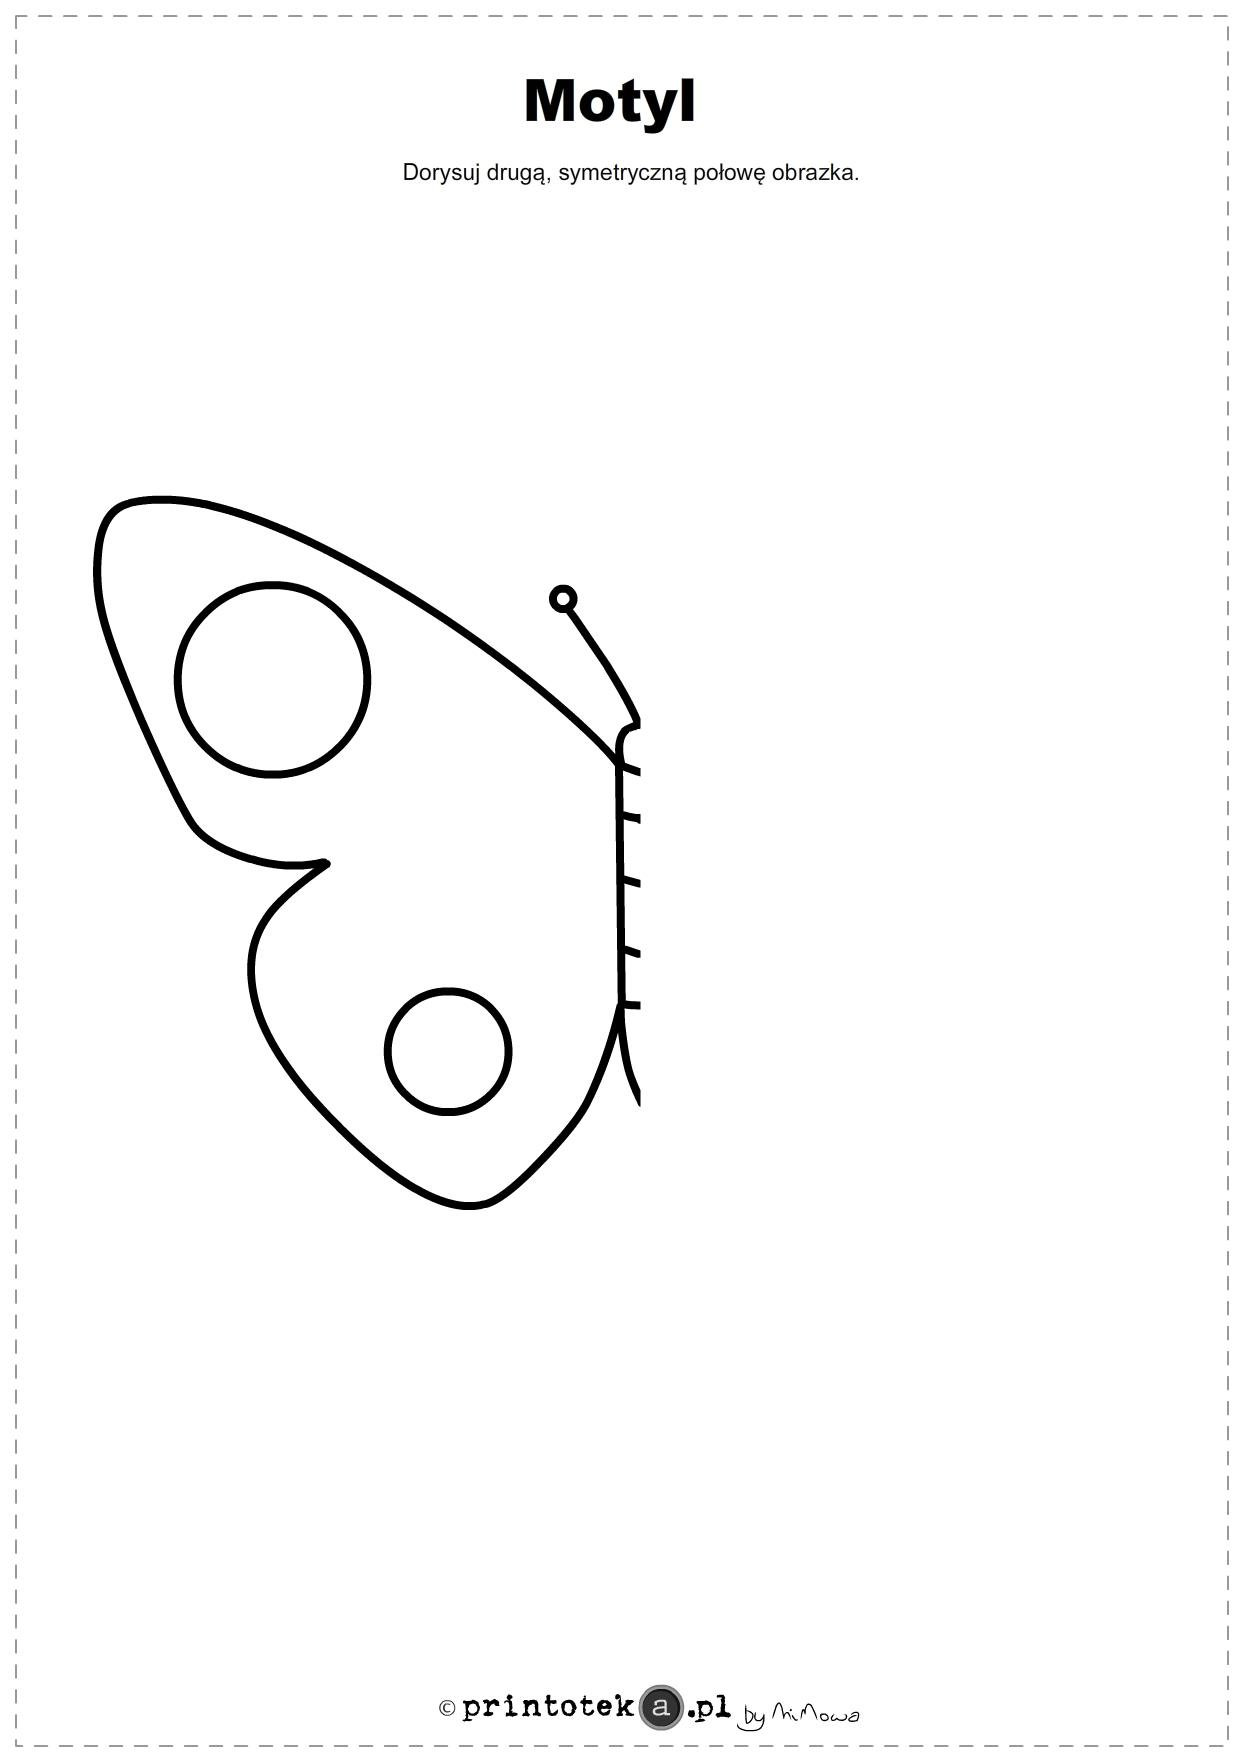 Motyl
Dorysuj drugą, symetryczną połowę obrazka.
© printoteka.pl by MiMowa